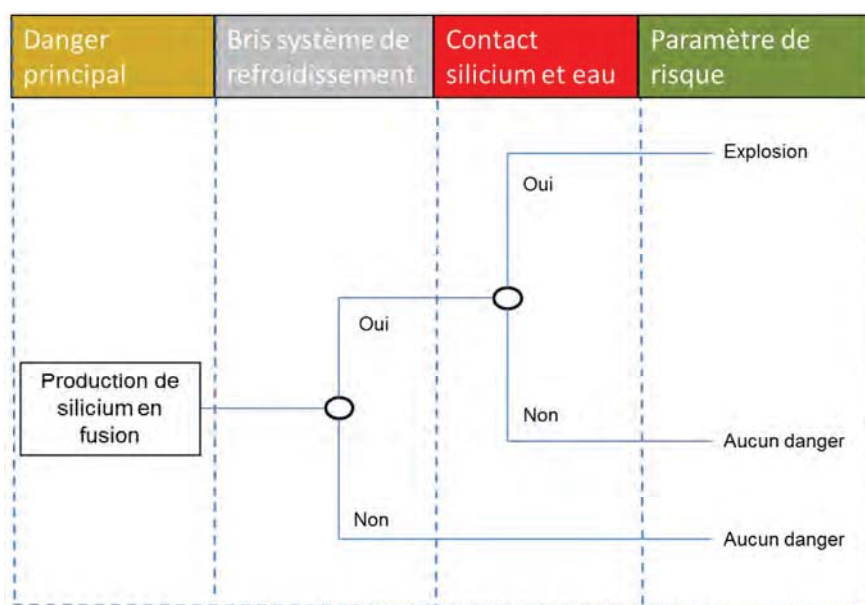 Danger
principal
Bris système de
refroidissement
Contact
silicium et eau
Paramètre de
risque
Explosion
Oui
Oui
Production de
silicium en
fusion
Non
Aucun danger
Non
Aucun danger